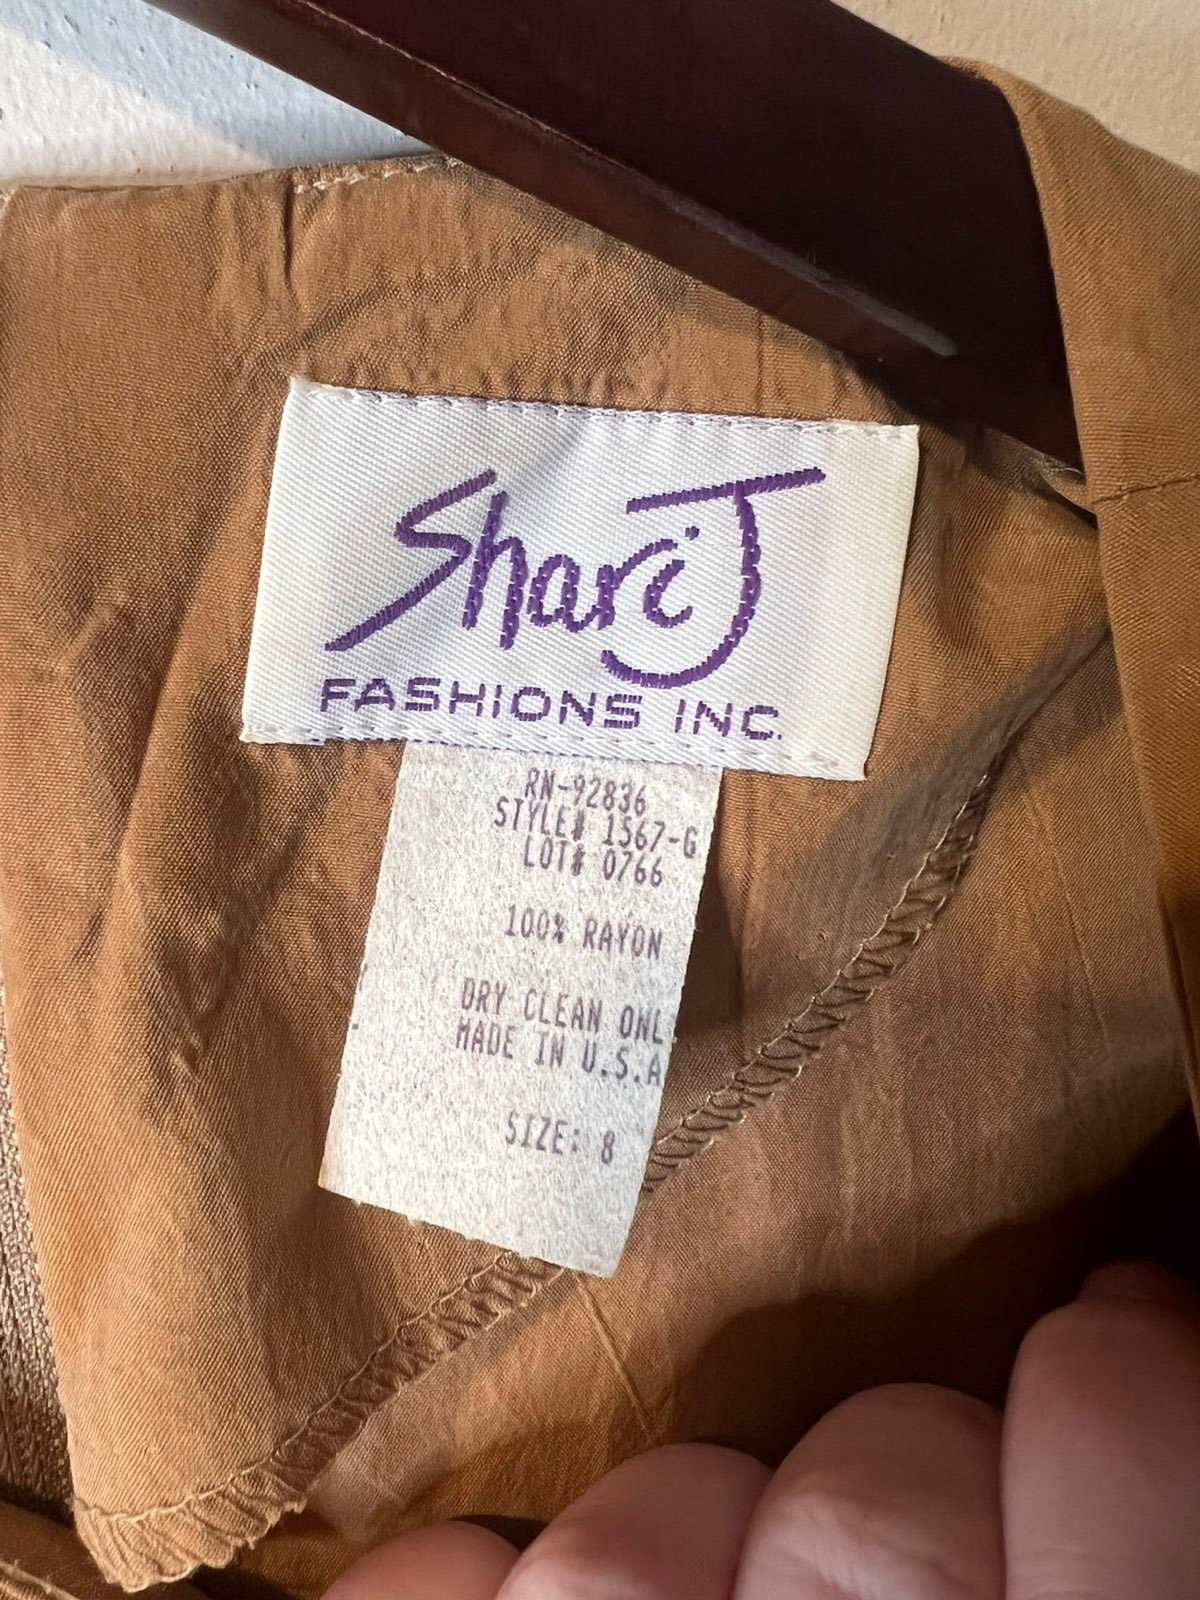 Shari J
FASHIONS INC.
RN-92836
STYLE# 1567-G
LOT# 0766
100% RAYON
DRY CLEAN ONL
MADE IN U.S.A
SIZE: 8